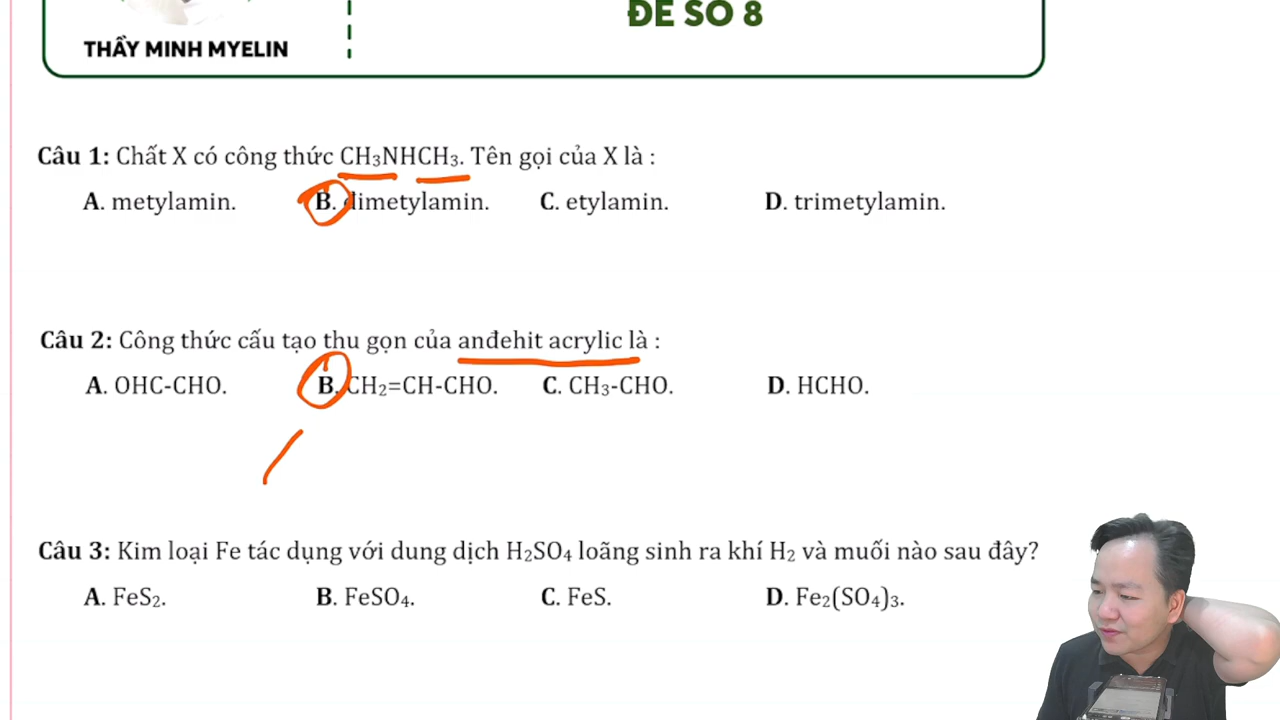 ĐỀ SỐ 8
THẦY MINH MYELIN
Câu 1: Chất X có công thức CH₃NHCH₃. Tên gọi của X là :
A. metylamin. B. dimetylamin. C. etylamin. D. trimetylamin.
Câu 2: Công thức cấu tạo thu gọn của anđehit acrylic là :
A. OHC-CHO. B. CH₂=CH-CHO. C. CH₃-CHO. D. HCHO.
Câu 3: Kim loại Fe tác dụng với dung dịch H₂SO₄ loãng sinh ra khí H₂ và muối nào sau đây?
A. FeS₂. B. FeSO₄. C. FeS. D. Fe₂(SO₄)₃.